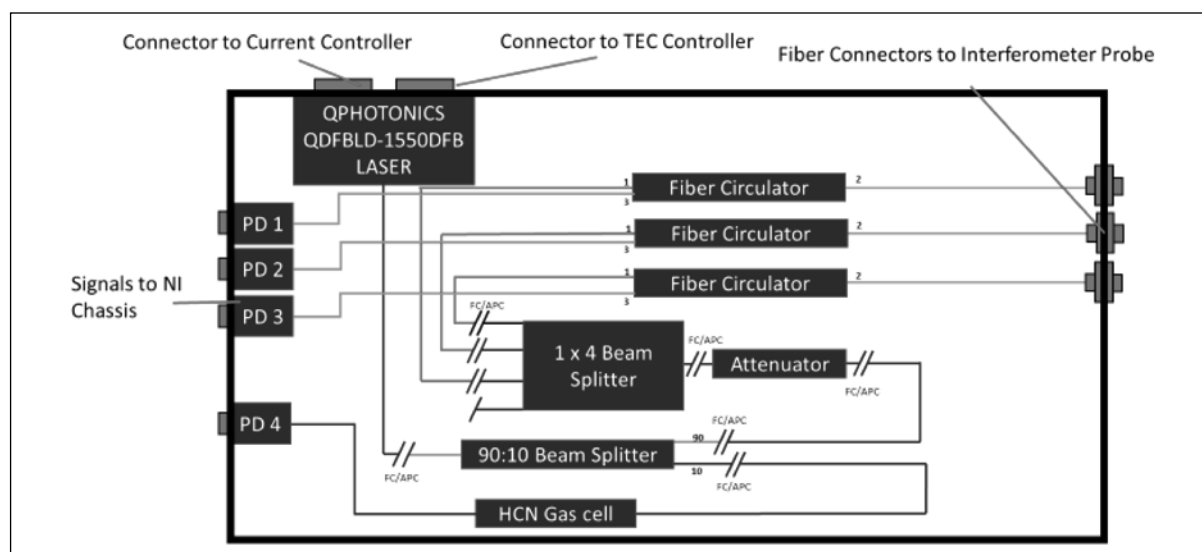 Connector to Current Controller
Connector to TEC Controller
Fiber Connectors to Interferometer Probe
QPHOTONICS
QDFBLD-1550DFB
LASER
1
Fiber Circulator
2
3
PD 1
1
Fiber Circulator
2
3
PD 2
1
Fiber Circulator
2
3
Signals to NI
Chassis
PD 3
FC/APC
1 x 4 Beam
Splitter
FC/APC
Attenuator
FC/APC
PD 4
FC/APC
90
90:10 Beam Splitter
10
FC/APC
FC/APC
HCN Gas cell